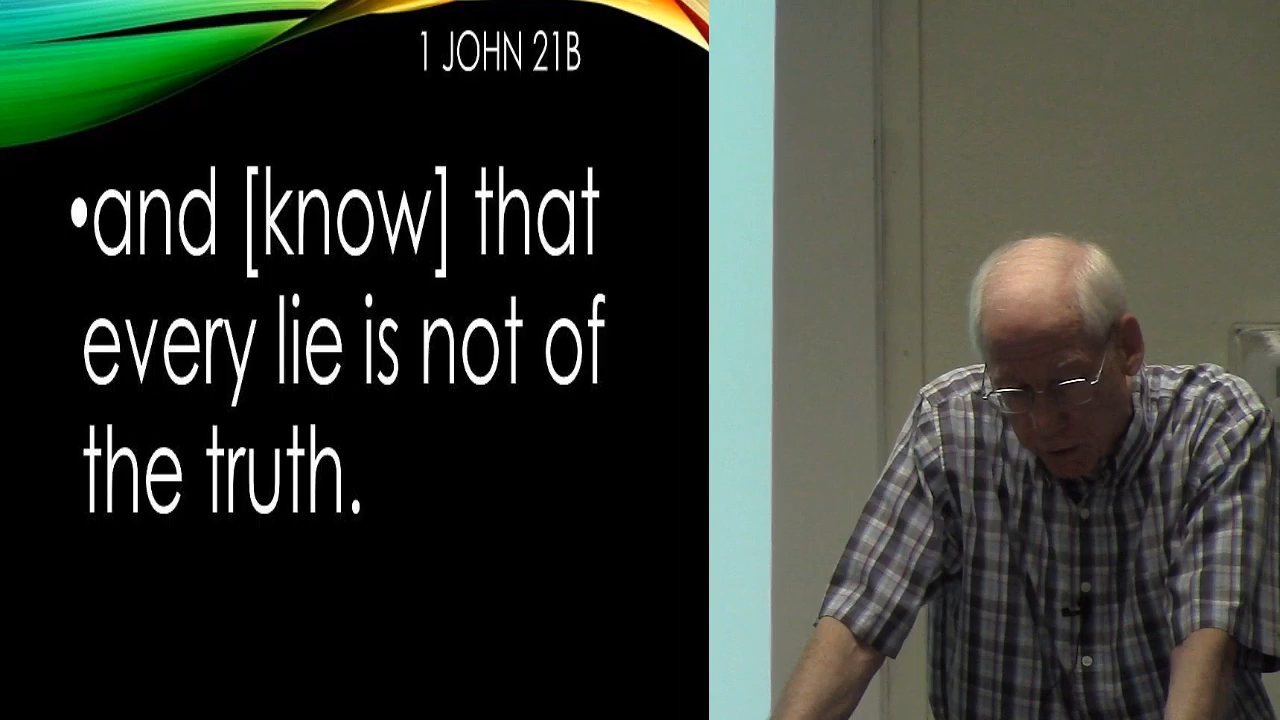 1 JOHN 21B
•and [know] that
every lie is not of
the truth.